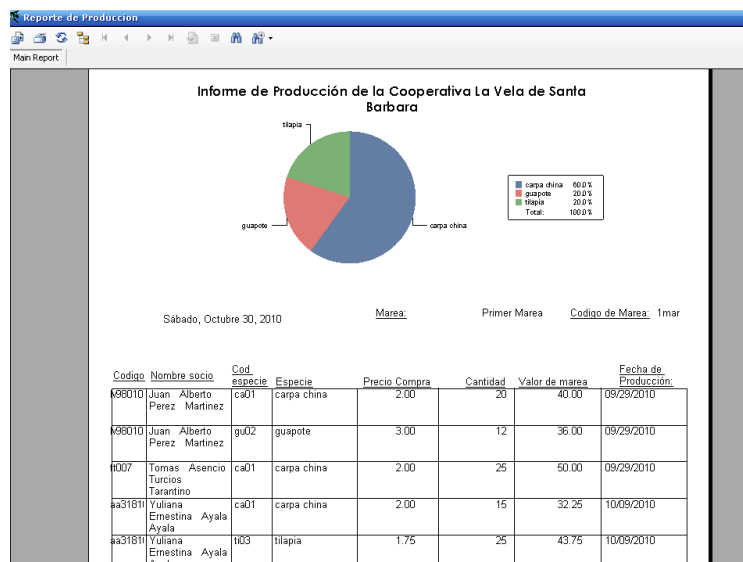 Reporte de Produccion
Main Report
Informe de Producción de la Cooperativa La Vela de Santa
Barbara
tilapia
guapote
carpa china
carpa china 60.0%
guapote 20.0%
tilapia 20.0%
Total: 100.0%
Sábado, Octubre 30, 2010 Marea: Primer Marea Codigo de Marea: 1mar
Codigo Nombre socio Cod especie Especie Precio Compra Cantidad Valor de marea Fecha de Producción:
Juan Alberto ca01 carpa china 2.00 20 40.00 09/29/2010
Perez Martinez
Juan Alberto gu02 guapote 3.00 12 36.00 09/29/2010
Perez Martinez
tt007 Tomas Asencio ca01 carpa china 2.00 25 50.00 09/29/2010
Turcios
Tarantino
Yuliana ca01 carpa china 2.00 15 32.25 10/09/2010
Ernestina Ayala
Ayala
Yuliana ti03 tilapia 1.75 25 43.75 10/09/2010
Ernestina Ayala